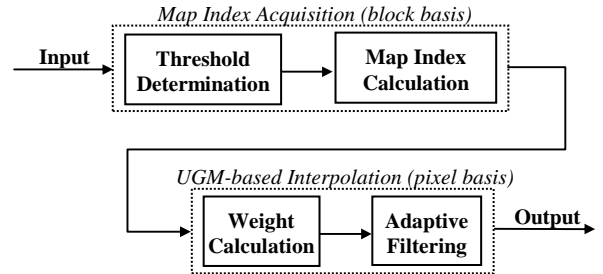 Map Index Acquisition (block basis)
Input
Threshold
Determination
Map Index
Calculation
UGM-based Interpolation (pixel basis)
Weight
Calculation
Adaptive
Filtering
Output